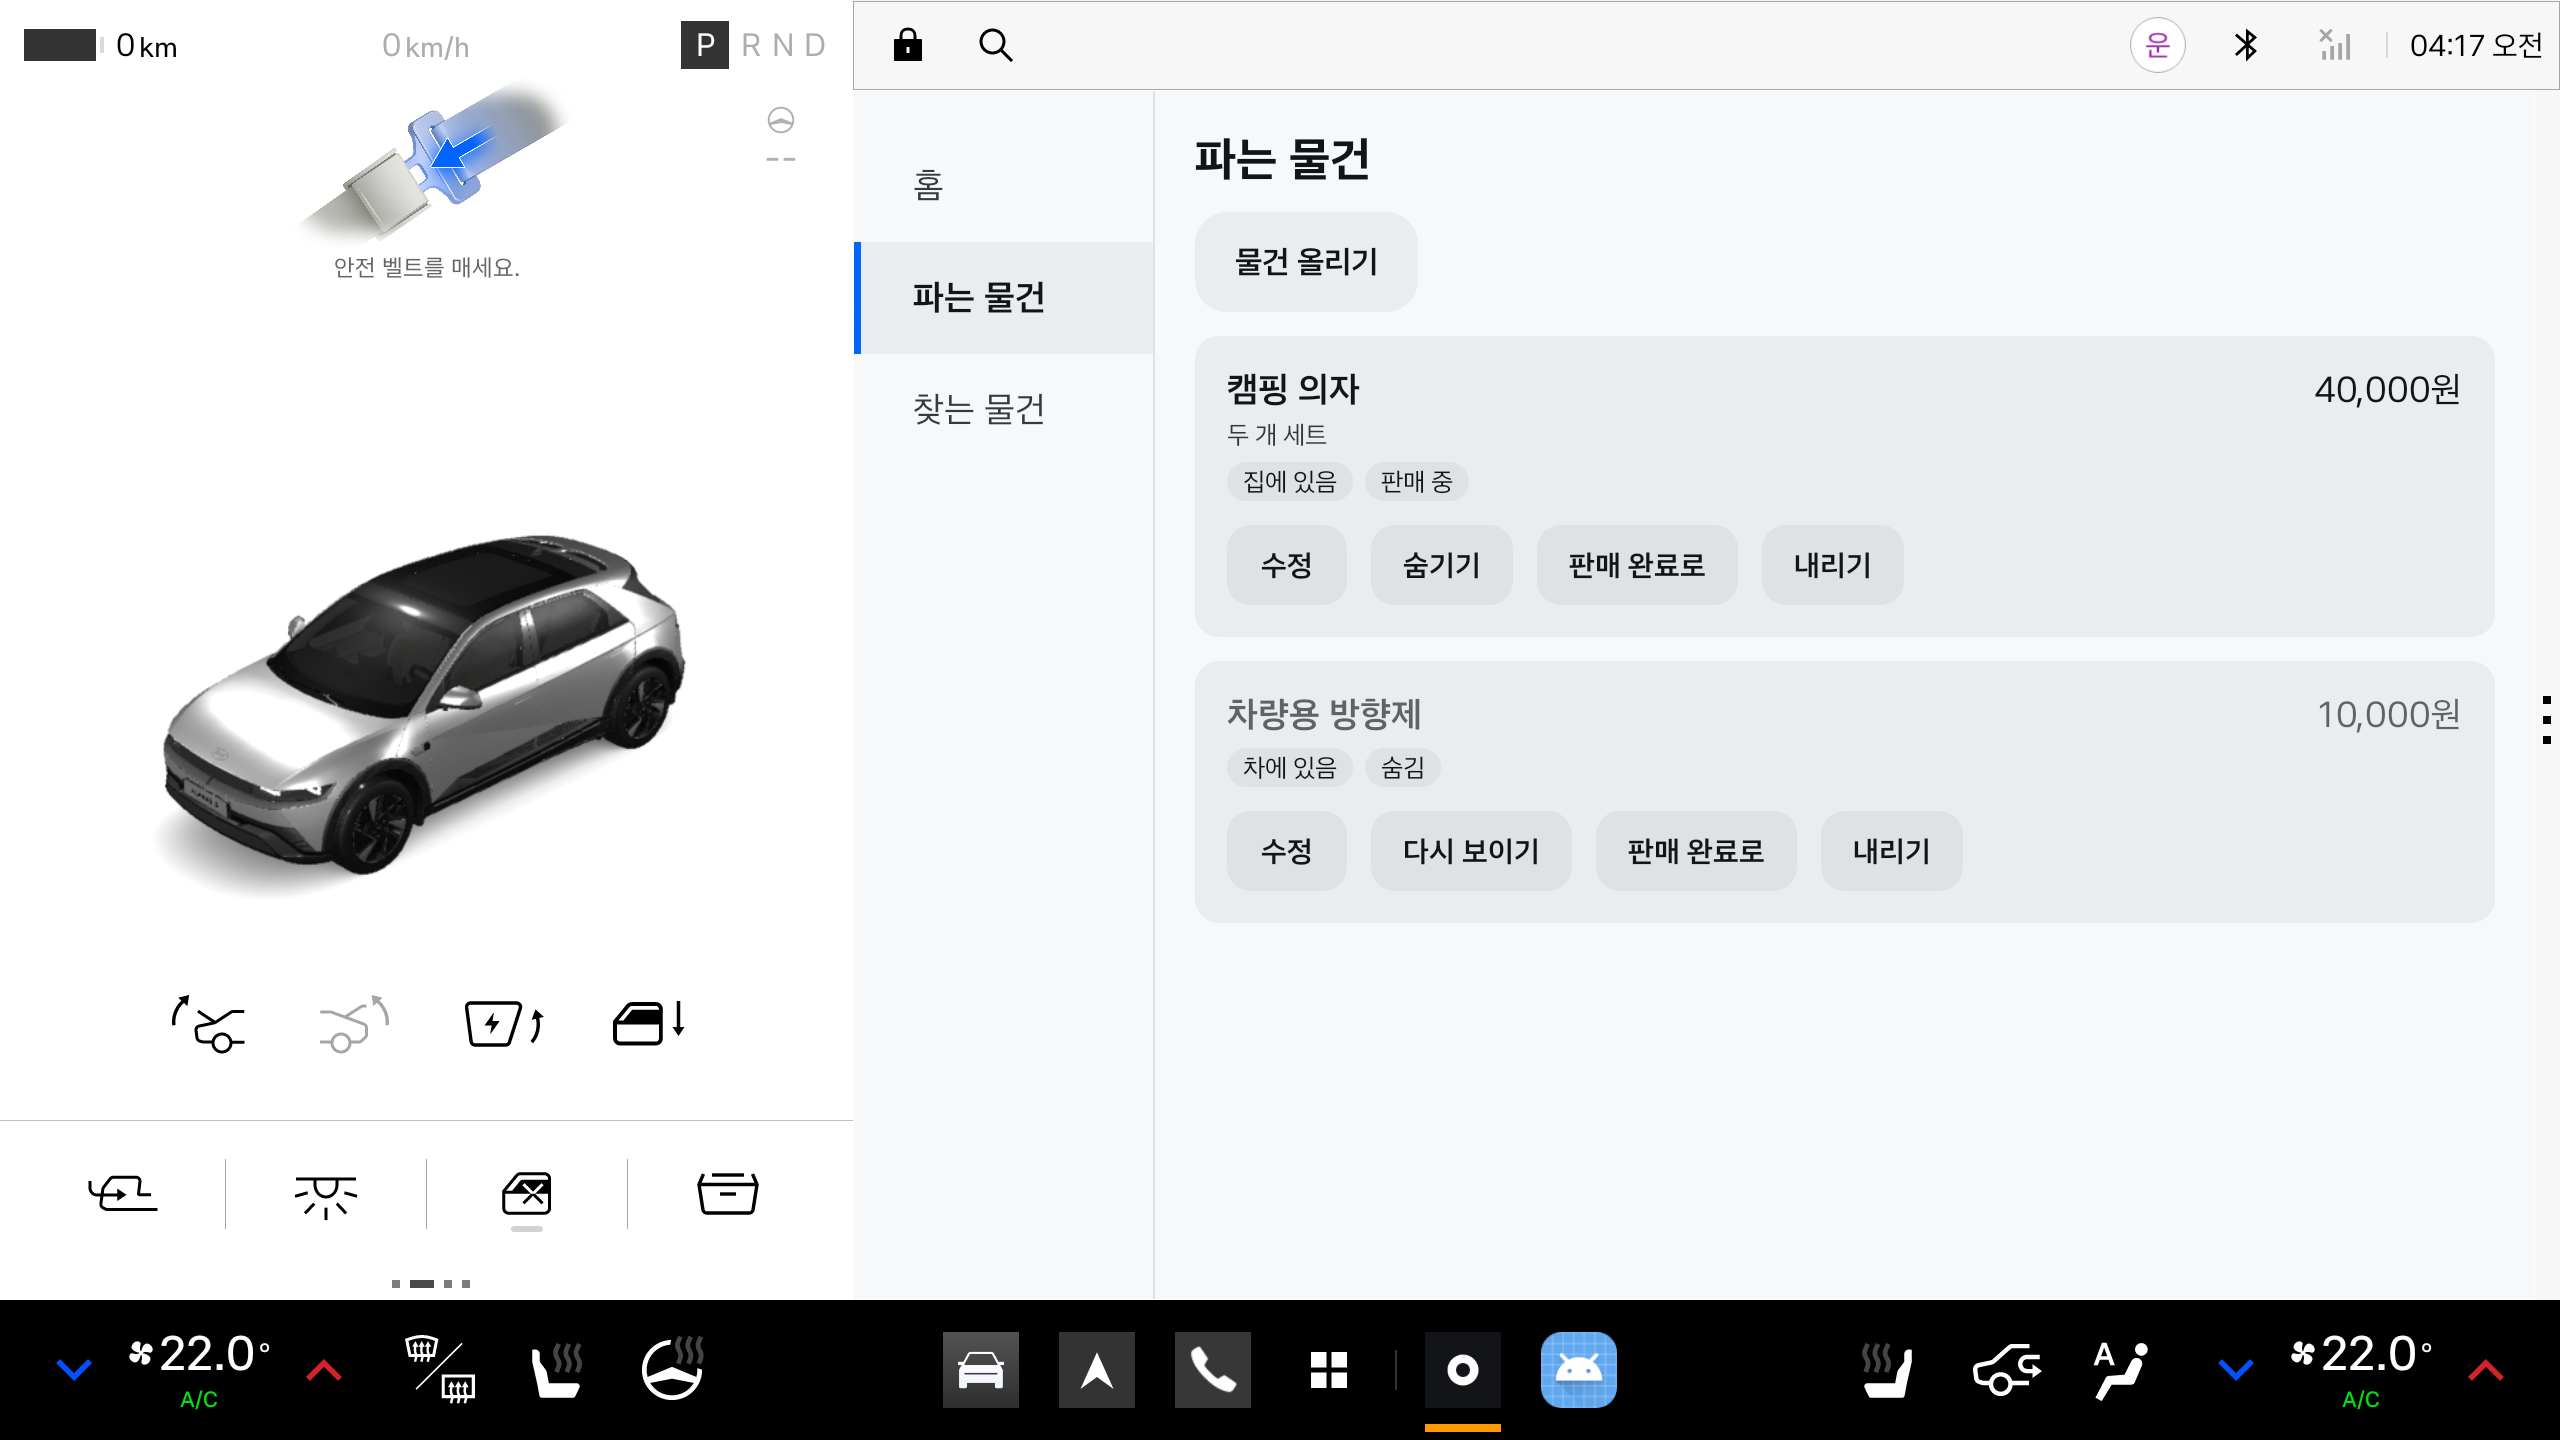 0 km
0 km/h
P R N D
운
04:17 오전
--
안전 벨트를 매세요.
홈
파는 물건
찾는 물건
파는 물건
물건 올리기
캠핑 의자
40,000원
두 개 세트
집에 있음
판매 중
수정
숨기기
판매 완료로
내리기
차량용 방향제
10,000원
차에 있음
숨김
수정
다시 보이기
판매 완료로
내리기
22.0°
A/C
A
22.0°
A/C